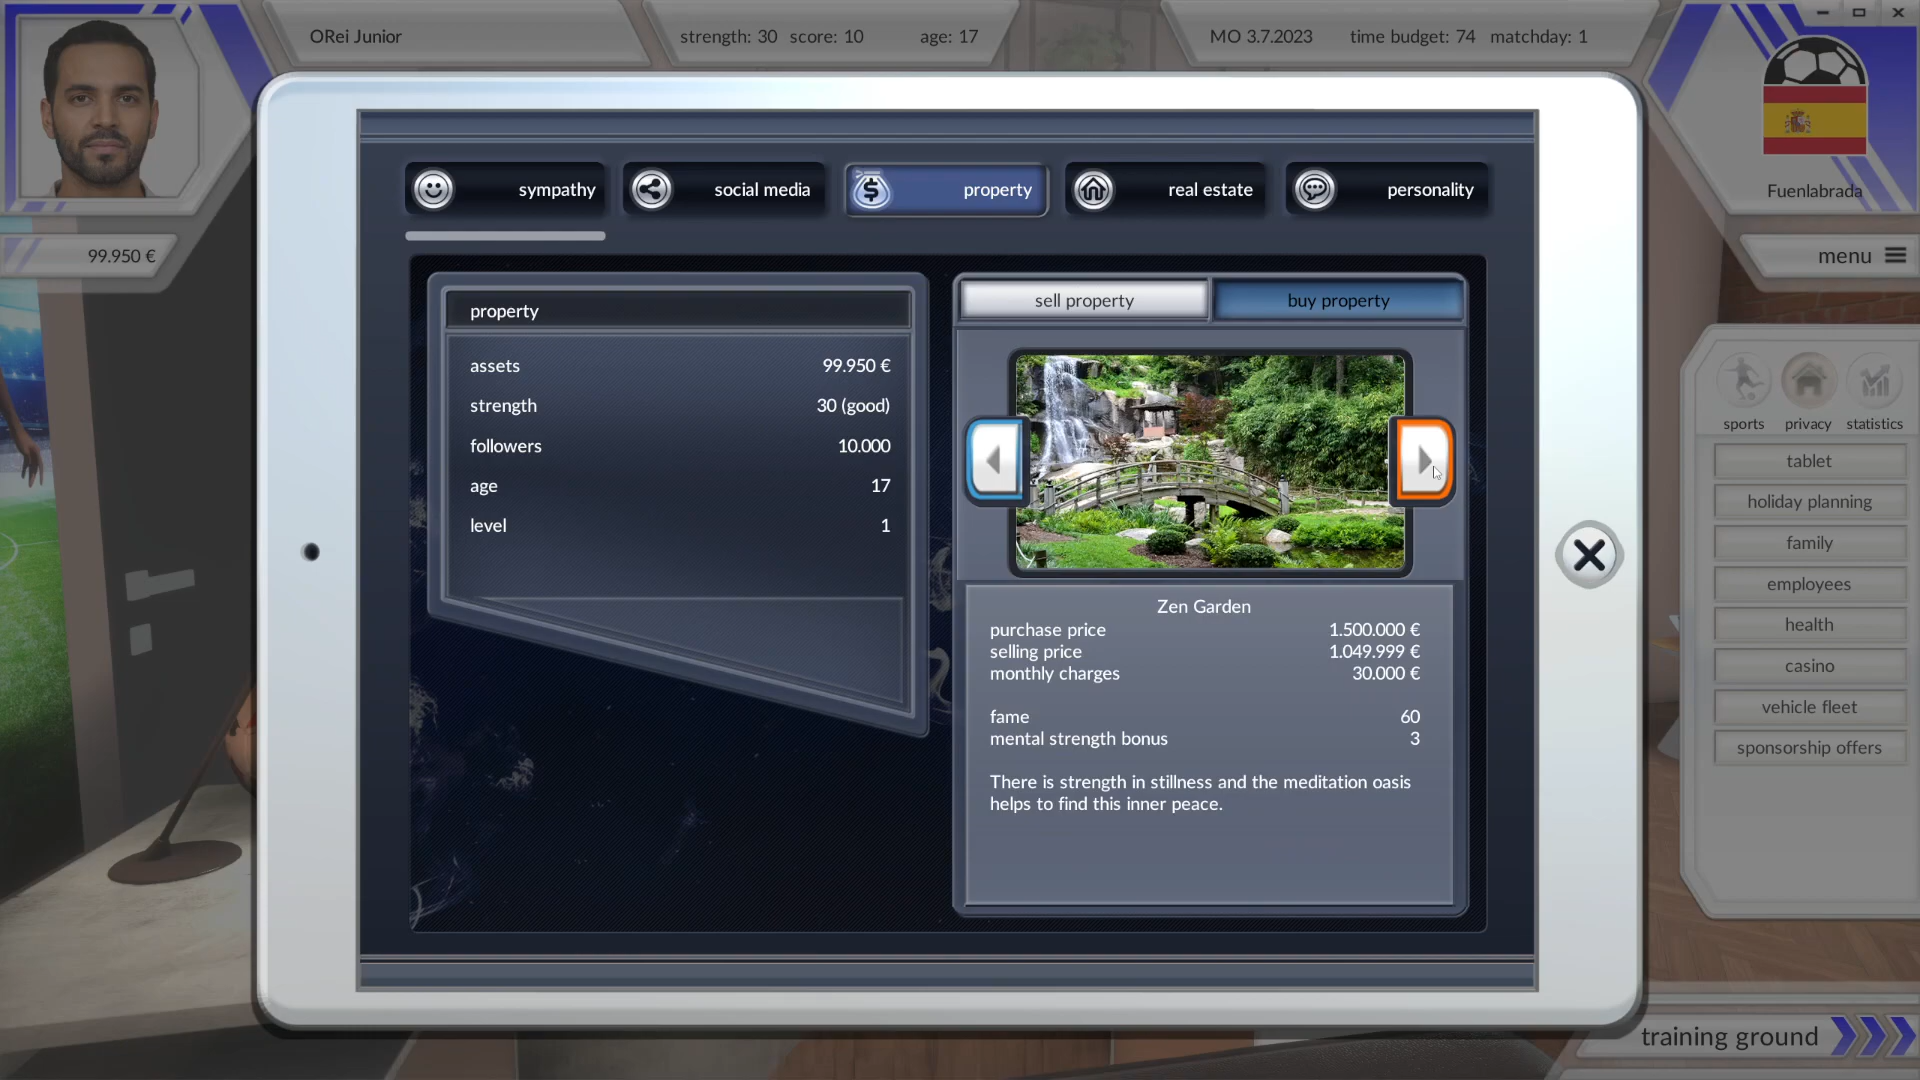 ORei Junior
strength: 30 score: 10 age: 17
MO 3.7.2023 time budget: 74 matchday: 1
Fuenlabrada
99.950 €
menu
sympathy
social media
property
real estate
personality
property
assets 99.950 €
strength 30 (good)
followers 10.000
age 17
level 1
sell property
buy property
Zen Garden
purchase price 1.500.000 €
selling price 1.049.999 €
monthly charges 30.000 €
fame 60
mental strength bonus 3
There is strength in stillness and the meditation oasis
helps to find this inner peace.
sports privacy statistics
tablet
holiday planning
family
employees
health
casino
vehicle fleet
sponsorship offers
training ground